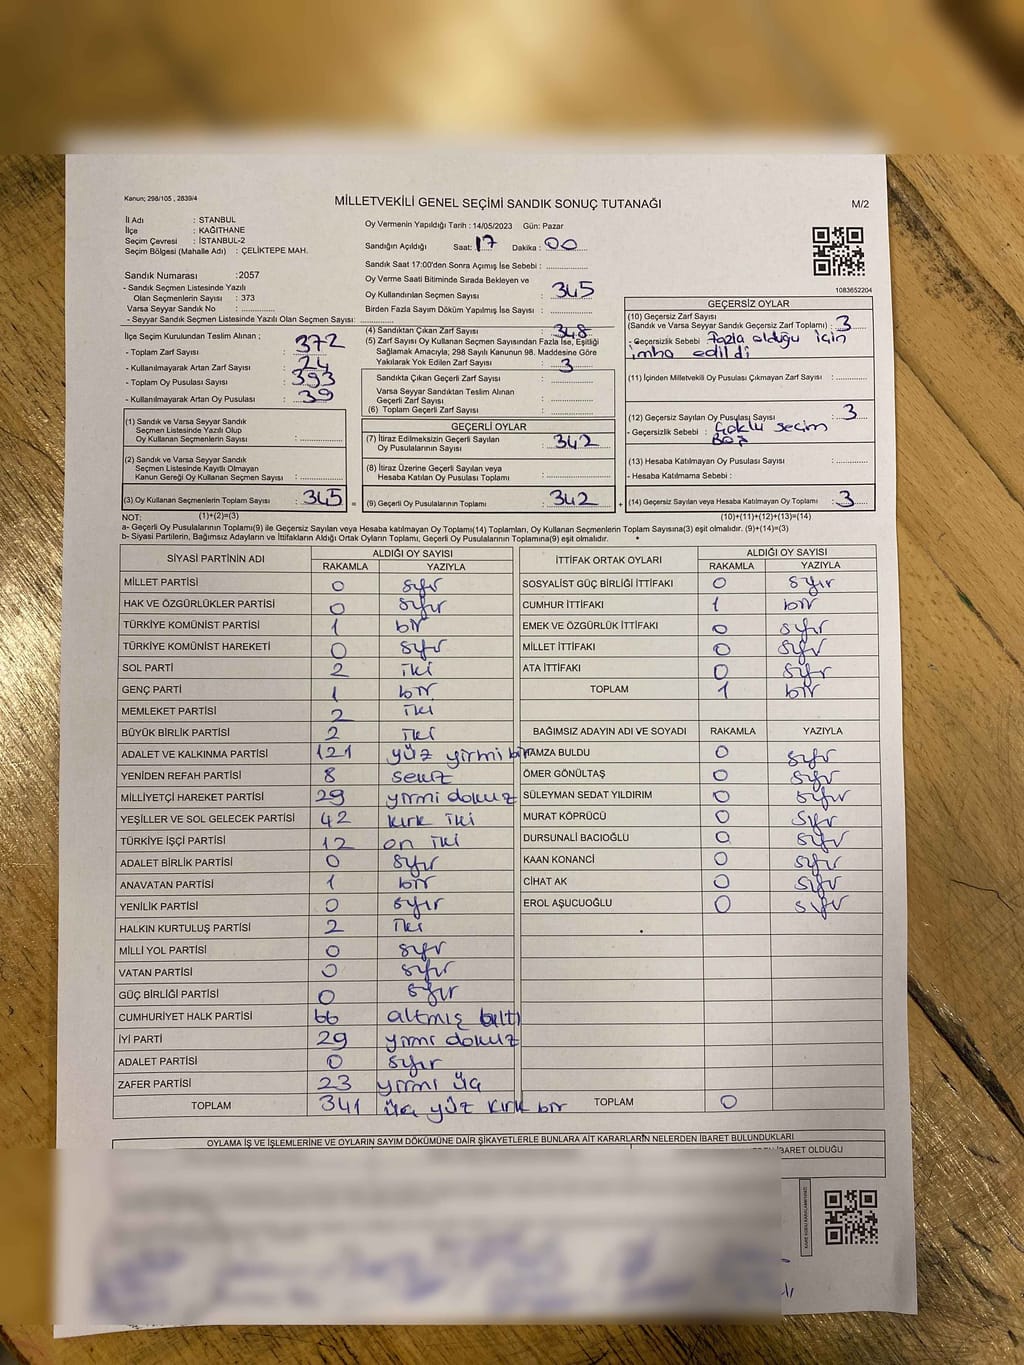 Kanun; 298/105 , 2839/4
MİLLETVEKİLİ GENEL SEÇİMİ SANDIK SONUÇ TUTANAĞI
M/2
İl Adı : STANBUL
İlçe : KAĞITHANE
Seçim Çevresi : İSTANBUL-2
Seçim Bölgesi (Mahalle Adı) : ÇELİKTEPE MAH.
Oy Vermenin Yapıldığı Tarih : 14/05/2023 Gün: Pazar
Sandığın Açıldığı Saat: 17 Dakika : 00
Sandık Saat 17:00'den Sonra Açımış İse Sebebi : ..............
Sandık Numarası :2057
- Sandık Seçmen Listesinde Yazılı
Olan Seçmenlerin Sayısı : 373
Varsa Seyyar Sandık No : ..............
- Seyyar Sandık Seçmen Listesinde Yazılı Olan Seçmen Sayısı: ..............
Oy Verme Saati Bitiminde Sırada Bekleyen ve
Oy Kullandırılan Seçmen Sayısı : 345
Birden Fazla Sayım Döküm Yapılmış İse Sayısı : ..............
1083652204
İlçe Seçim Kurulundan Teslim Alınan ;
- Toplam Zarf Sayısı : 372
- Kullanılmayarak Artan Zarf Sayısı : 24
- Toplam Oy Pusulası Sayısı : 393
- Kullanılmayarak Artan Oy Pusulası : 39
(4) Sandıktan Çıkan Zarf Sayısı : 348
(5) Zarf Sayısı Oy Kullanan Seçmen Sayısından Fazla İse, Eşitliği
Sağlamak Amacıyla; 298 Sayılı Kanunun 98. Maddesine Göre
Yakılarak Yok Edilen Zarf Sayısı : 3
Sandıkta Çıkan Geçerli Zarf Sayısı : ..............
Varsa Seyyar Sandıktan Teslim Alınan
Geçerli Zarf Sayısı : ..............
(6) Toplam Geçerli Zarf Sayısı : ..............
GEÇERSİZ OYLAR
(10) Geçersiz Zarf Sayısı
(Sandık ve Varsa Seyyar Sandık Geçersiz Zarf Toplamı) : 3
- Geçersizlik Sebebi : Fazla olduğu için
imha edildi
(11) İçinden Milletvekili Oy Pusulası Çıkmayan Zarf Sayısı : ..............
(12) Geçersiz Sayılan Oy Pusulası Sayısı : 3
- Geçersizlik Sebebi : Çoklu Seçim
Boş
(13) Hesaba Katılmayan Oy Pusulası Sayısı : ..............
- Hesaba Katılmama Sebebi :
(14) Geçersiz Sayılan veya Hesaba Katılmayan Oy Toplamı : 3
(10)+(11)+(12)+(13)=(14)
(1) Sandık ve Varsa Seyyar Sandık
Seçmen Listesinde Yazılı Olup
Oy Kullanan Seçmenlerin Sayısı : ..............
(2) Varsa Sandık ve Varsa Seyyar Sandık
Seçmen Listesinde Kayıtlı Olmayan
Kanun Gereği Oy Kullanan Seçmen Sayısı : ..............
(3) Oy Kullanan Seçmenlerin Toplam Sayısı : 345 =
(1)+(2)=(3)
GEÇERLİ OYLAR
(7) İtiraz Edilmeksizin Geçerli Sayılan
Oy Pusulalarının Sayısı : 342
(8) İtiraz Üzerine Geçerli Sayılan veya
Hesaba Katılan Oy Pusulası Toplamı : ..............
(9) Geçerli Oy Pusulalarının Toplamı : 342 +
NOT:
a- Geçerli Oy Pusulalarının Toplamı(9) ile Geçersiz Sayılan veya Hesaba katılmayan Oy Toplamı(14) Toplamları, Oy Kullanan Seçmenlerin Toplam Sayısına(3) eşit olmalıdır. (9)+(14)=(3)
b- Siyasi Partilerin, Bağımsız Adayların ve İttifakların Aldığı Ortak Oyların Toplamı, Geçerli Oy Pusulalarının Toplamına(9) eşit olmalıdır.
SİYASİ PARTİNİN ADI ALDIĞI OY SAYISI
RAKAMLA YAZIYLA
MİLLET PARTİSİ 0 sıfır
HAK VE ÖZGÜRLÜKLER PARTİSİ 0 sıfır
TÜRKİYE KOMÜNİST PARTİSİ 1 bir
TÜRKİYE KOMÜNİST HAREKETİ 0 sıfır
SOL PARTİ 2 iki
GENÇ PARTİ 1 bir
MEMLEKET PARTİSİ 2 iki
BÜYÜK BİRLİK PARTİSİ 2 iki
ADALET VE KALKINMA PARTİSİ 121 yüz yirmi bir
YENİDEN REFAH PARTİSİ 8 sekiz
MİLLİYETÇİ HAREKET PARTİSİ 29 yirmi dokuz
YEŞİLLER VE SOL GELECEK PARTİSİ 42 kırk iki
TÜRKİYE İŞÇİ PARTİSİ 12 on iki
ADALET BİRLİK PARTİSİ 0 sıfır
ANAVATAN PARTİSİ 1 bir
YENİLİK PARTİSİ 0 sıfır
HALKIN KURTULUŞ PARTİSİ 2 iki
MİLLİ YOL PARTİSİ 0 sıfır
VATAN PARTİSİ 0 sıfır
GÜÇ BİRLİĞİ PARTİSİ 0 sıfır
CUMHURİYET HALK PARTİSİ 66 altmış altı
İYİ PARTİ 29 yirmi dokuz
ADALET PARTİSİ 0 sıfır
ZAFER PARTİSİ 23 yirmi üç
TOPLAM 341 üç yüz kırk bir
İTTİFAK ORTAK OYLARI ALDIĞI OY SAYISI
RAKAMLA YAZIYLA
SOSYALİST GÜÇ BİRLİĞİ İTTİFAKI 0 sıfır
CUMHUR İTTİFAKI 1 bir
EMEK VE ÖZGÜRLÜK İTTİFAKI 0 sıfır
MİLLET İTTİFAKI 0 sıfır
ATA İTTİFAKI 0 sıfır
TOPLAM 1 bir
BAĞIMSIZ ADAYIN ADI VE SOYADI RAKAMLA YAZIYLA
HAMZA BULDU 0 sıfır
ÖMER GÖNÜLTAŞ 0 sıfır
SÜLEYMAN SEDAT YILDIRIM 0 sıfır
MURAT KÖPRÜCÜ 0 sıfır
DURSUNALİ BACIOĞLU 0 sıfır
KAAN KONANCİ 0 sıfır
CİHAT AK 0 sıfır
EROL AŞUCUOĞLU 0 sıfır
TOPLAM 0
OYLAMA İŞ VE İŞLEMLERİNE VE OYLARIN SAYIM DÖKÜMÜNE DAİR ŞİKAYETLERLE BUNLARA AİT KARARLARIN NELERDEN İBARET BULUNDUKLARI
İBARET OLDUĞU